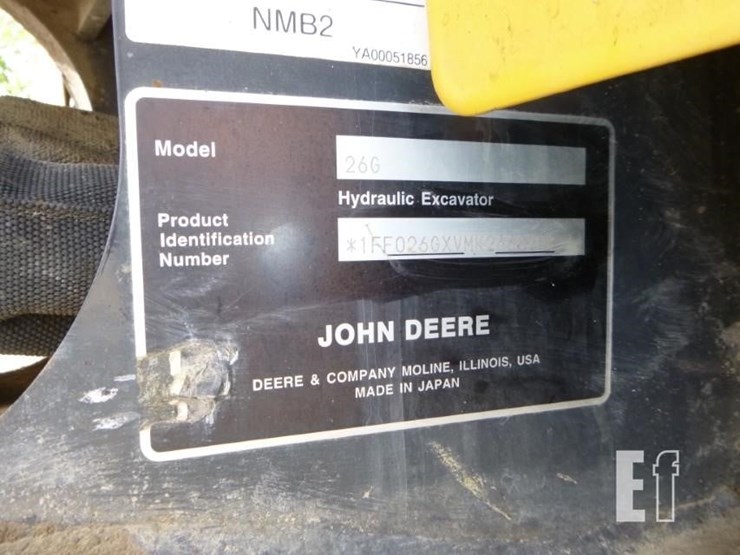 NMB2
YA00051856
Model
26G
Hydraulic Excavator
Product
Identification
Number
JOHN DEERE
DEERE & COMPANY MOLINE, ILLINOIS, USA
MADE IN JAPAN
Ef